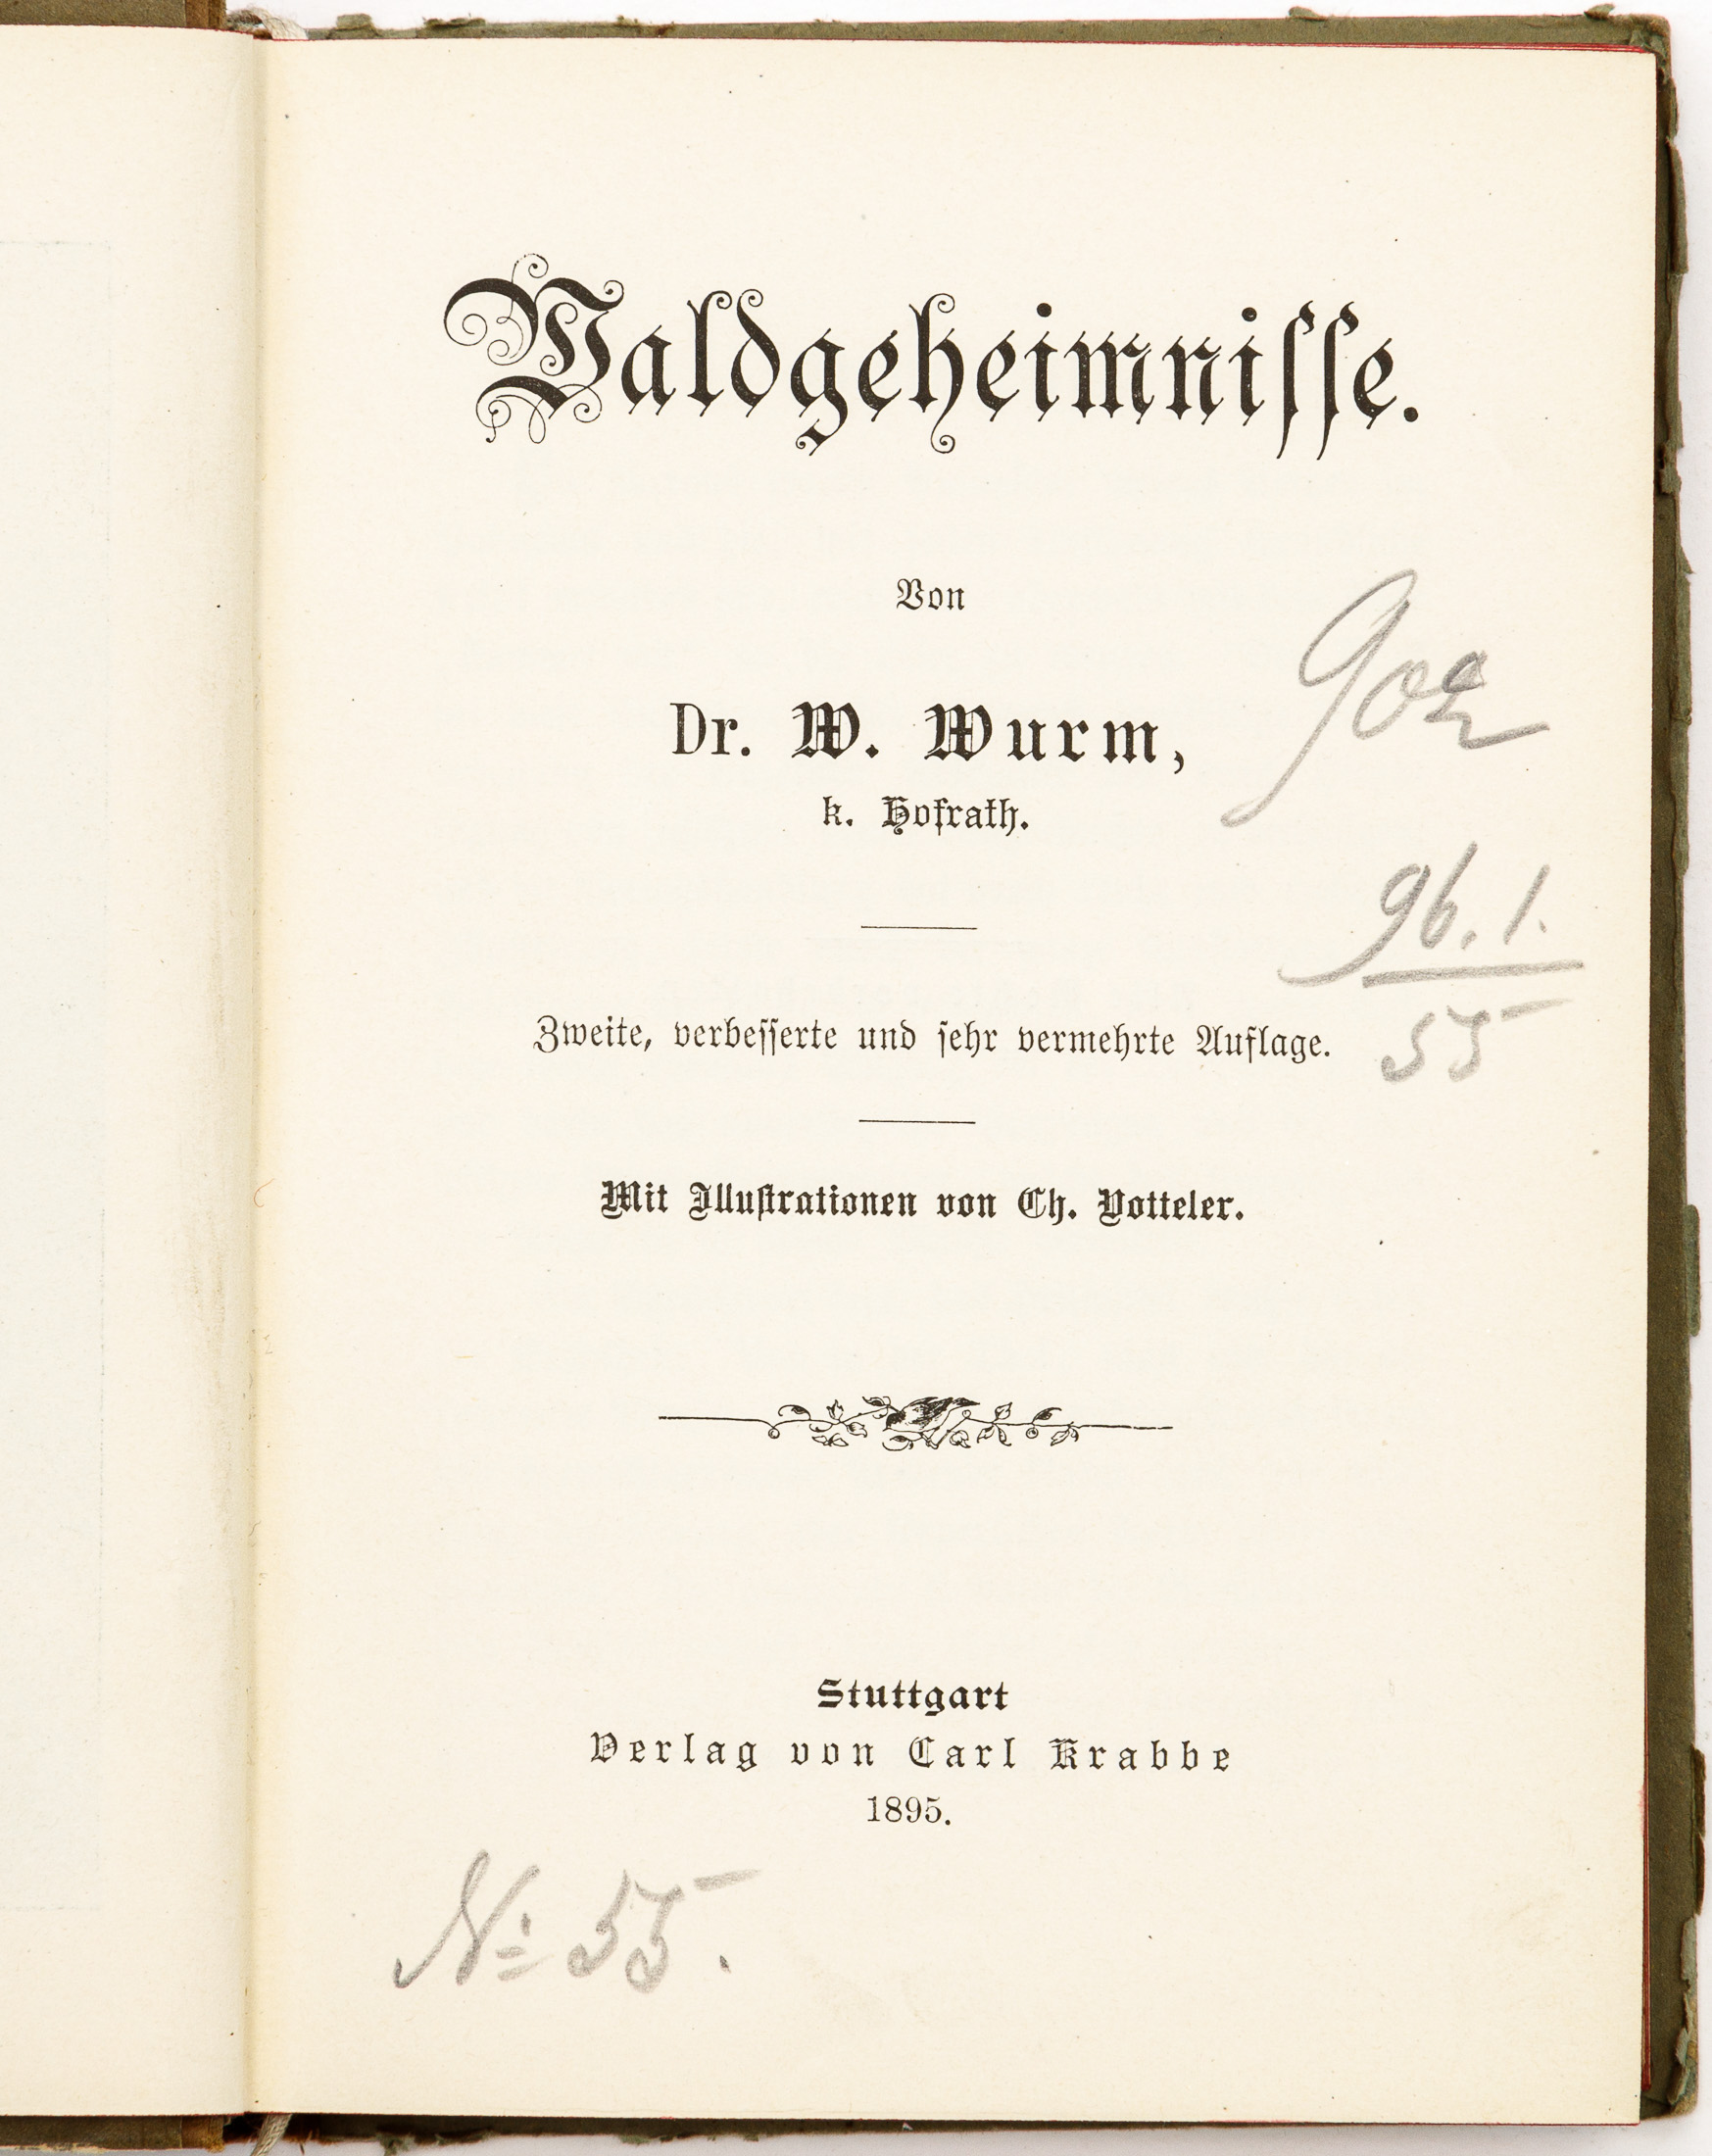 Waldgeheimnisse.
Von
Dr. W. Wurm,
k. Hofrath.
96. 1.
55
Zweite, verbesserte und sehr vermehrte Auflage.
Mit Illustrationen von Ch. Votteler.
Stuttgart
Verlag von Carl Krabbe
1895.
No 55.